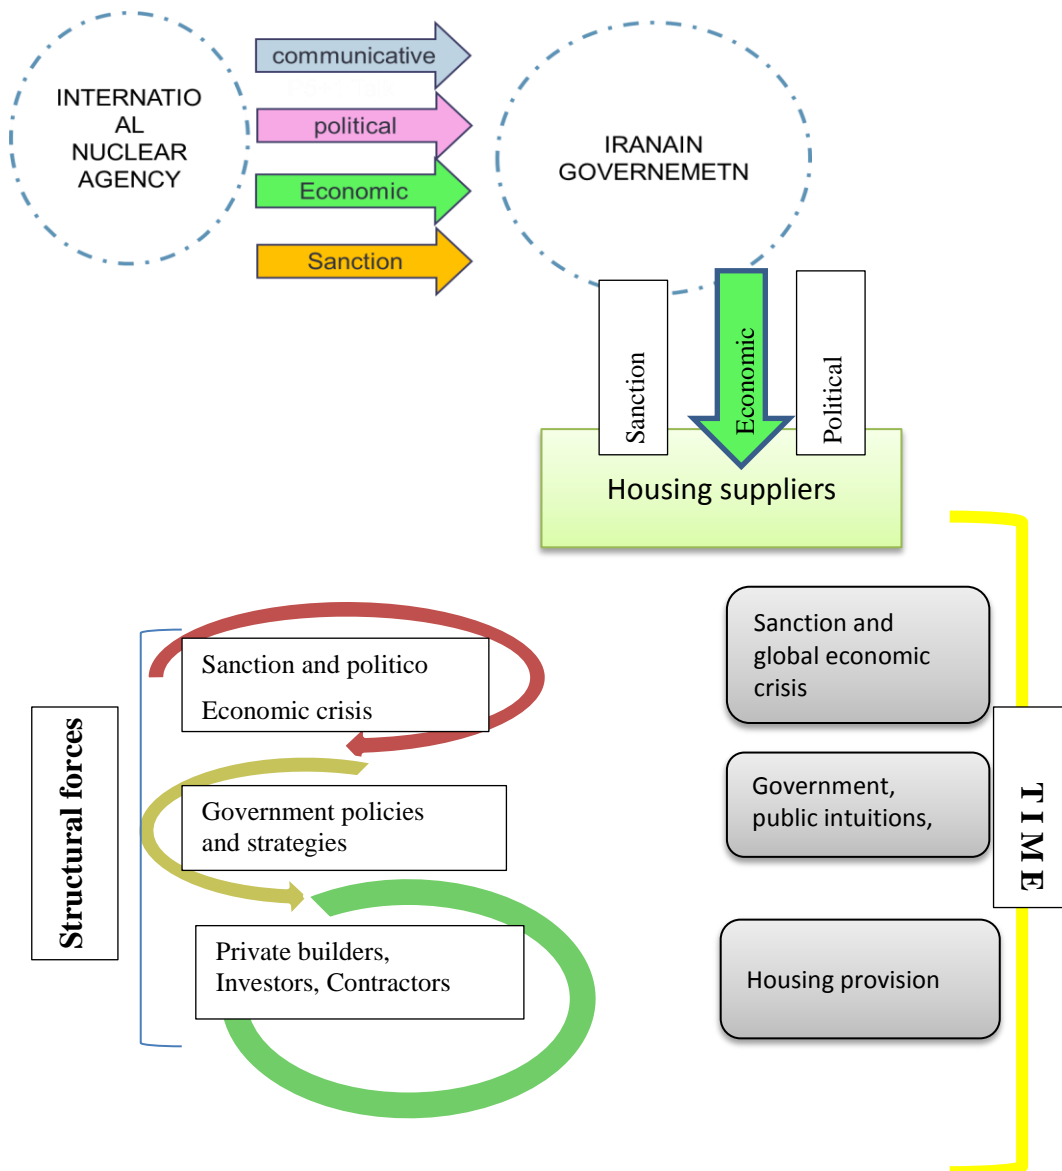 communicative
INTERNATIO
AL
NUCLEAR
AGENCY
political
Economic
Sanction
IRANAIN
GOVERNEMETN
Sanction
Economic
Political
Housing suppliers
Structural forces
Sanction and politico
Economic crisis
Government policies
and strategies
Private builders,
Investors, Contractors
Sanction and
global economic
crisis
Government,
public intuitions,
Housing provision
TIME